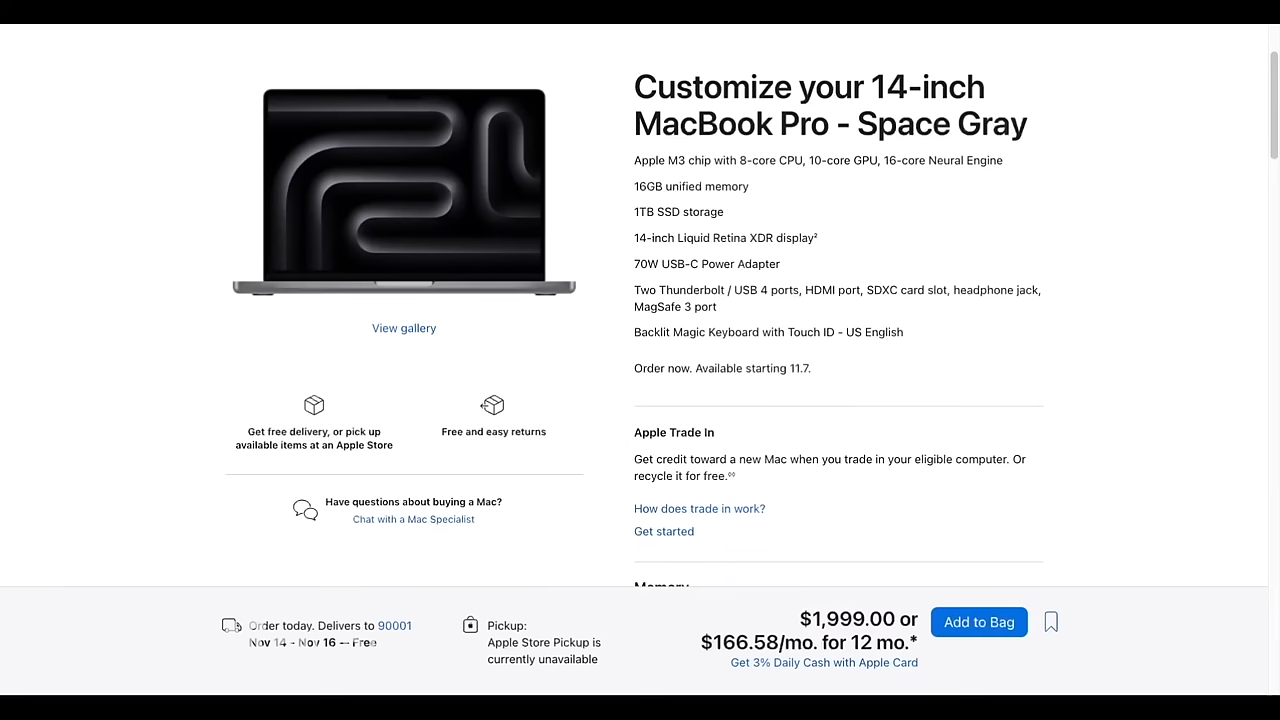 Customize your 14-inch
MacBook Pro - Space Gray
Apple M3 chip with 8-core CPU, 10-core GPU, 16-core Neural Engine
16GB unified memory
1TB SSD storage
14-inch Liquid Retina XDR display²
70W USB-C Power Adapter
Two Thunderbolt / USB 4 ports, HDMI port, SDXC card slot, headphone jack,
MagSafe 3 port
Backlit Magic Keyboard with Touch ID - US English
Order now. Available starting 11.7.
View gallery
Get free delivery, or pick up
available items at an Apple Store
Free and easy returns
Have questions about buying a Mac?
Chat with a Mac Specialist
Apple Trade In
Get credit toward a new Mac when you trade in your eligible computer. Or
recycle it for free.◊◊
How does trade in work?
Get started
Memory
Order today. Delivers to 90001
Nov 14 - Nov 16 — Free
Pickup:
Apple Store Pickup is
currently unavailable
$1,999.00 or
$166.58/mo. for 12 mo.*
Get 3% Daily Cash with Apple Card
Add to Bag